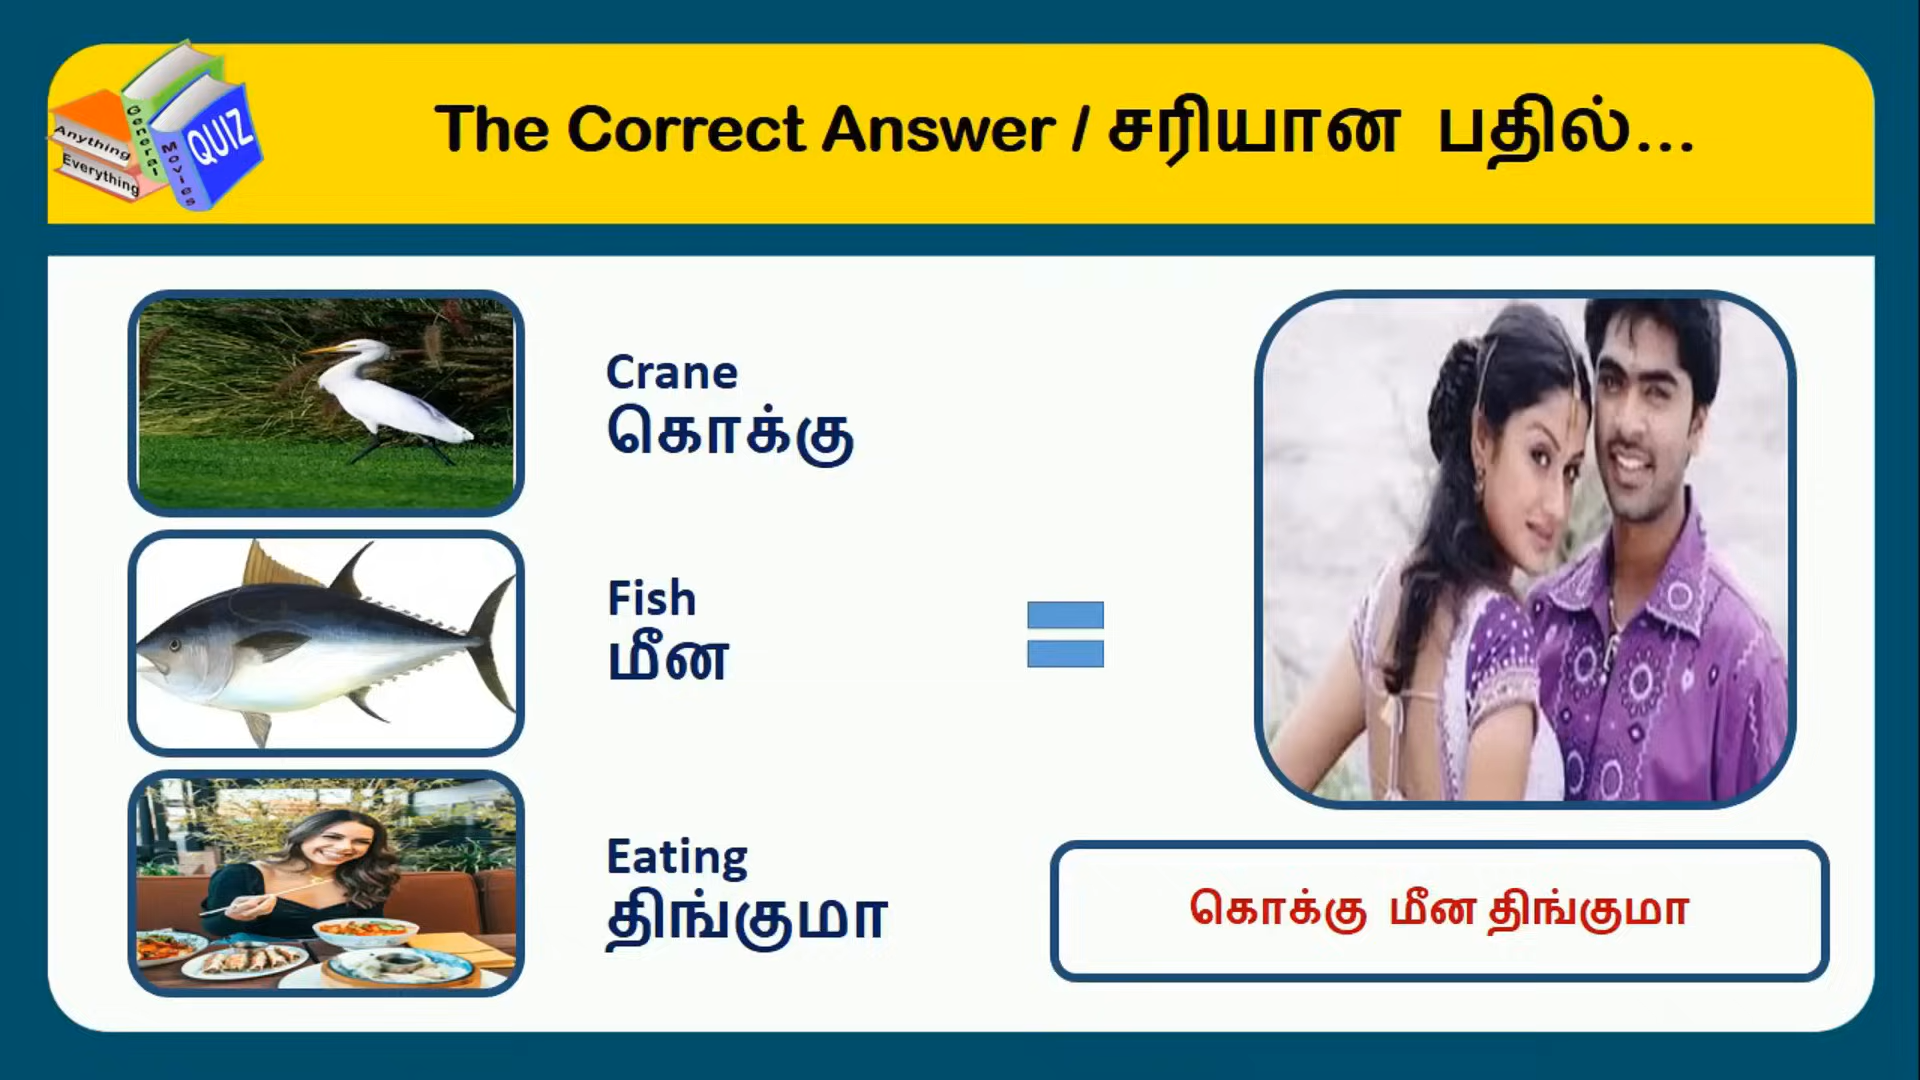 Anything
Everything
General
Movies
QUIZ
The Correct Answer / சரியான பதில்...
Crane
கொக்கு
Fish
மீன
Eating
திங்குமா
கொக்கு மீன திங்குமா